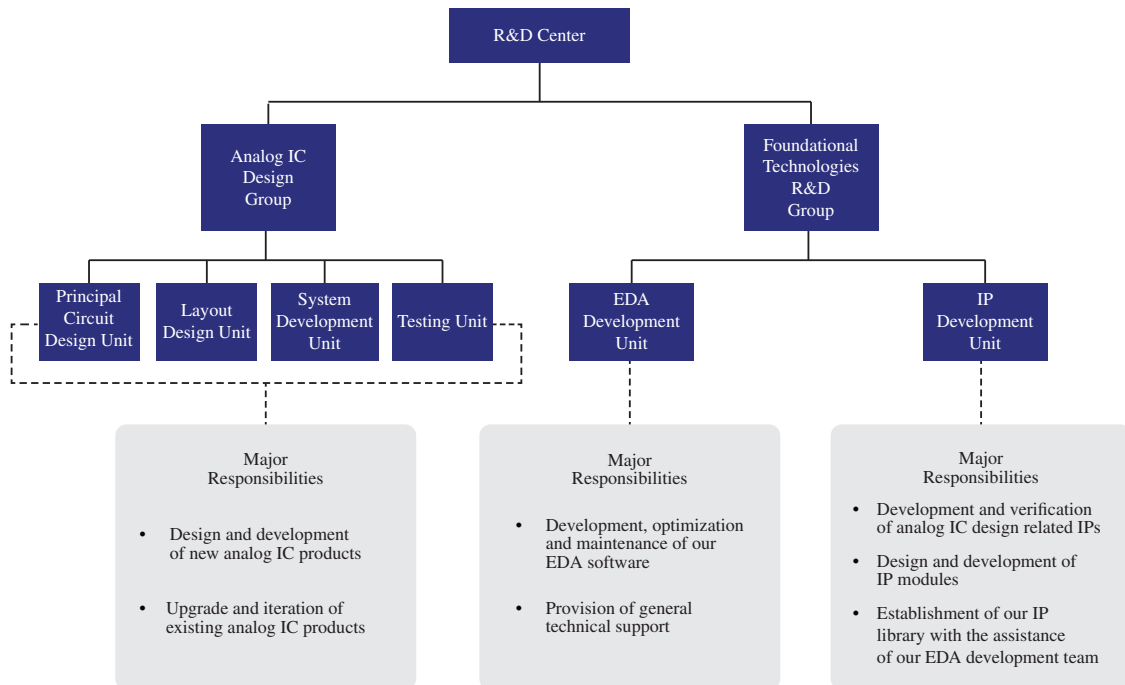 R&D Center
Analog IC
Design
Group
Foundational
Technologies
R&D
Group
Principal
Circuit
Design Unit
Layout
Design Unit
System
Development
Unit
Testing Unit
EDA
Development
Unit
IP
Development
Unit
Major
Responsibilities
• Design and development
of new analog IC products
• Upgrade and iteration of
existing analog IC products
Major
Responsibilities
• Development, optimization
and maintenance of our
EDA software
• Provision of general
technical support
Major
Responsibilities
• Development and verification
of analog IC design related IPs
• Design and development of
IP modules
• Establishment of our IP
library with the assistance
of our EDA development team